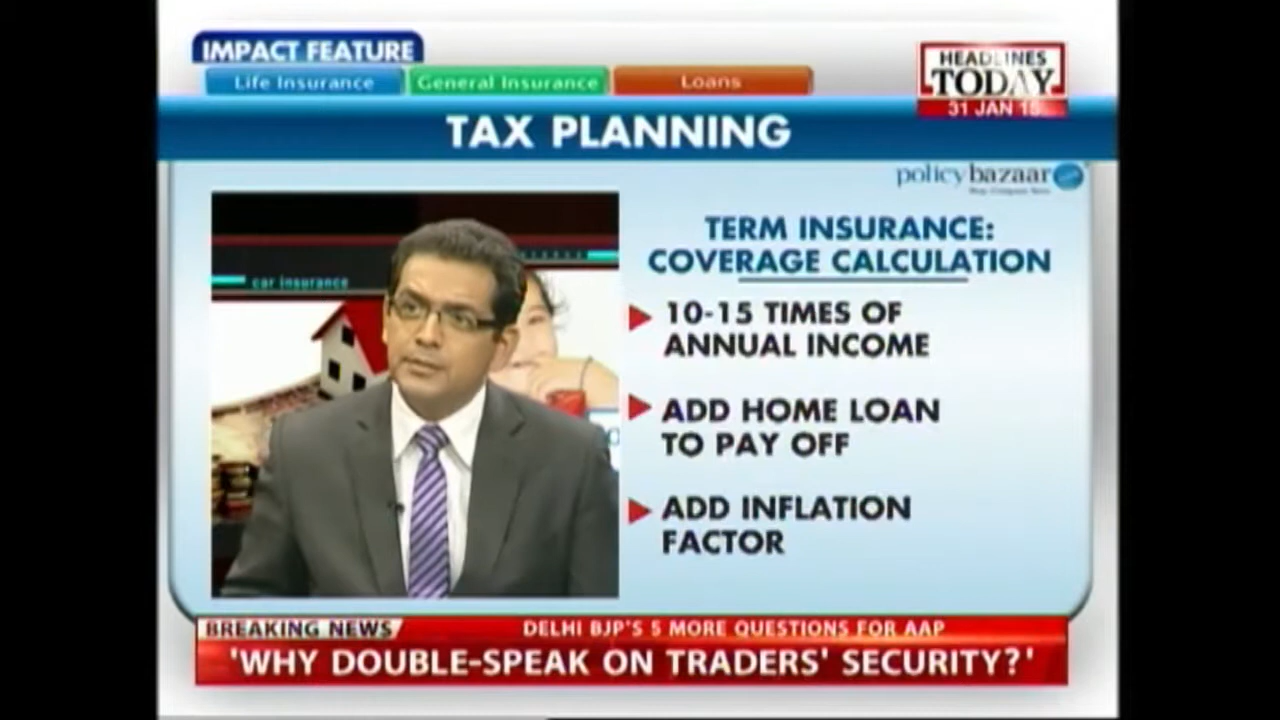 IMPACT FEATURE
HEADLINES
TODAY
31 JAN 15
Life Insurance
General Insurance
Loans
TAX PLANNING
policybazaar
TERM INSURANCE:
COVERAGE CALCULATION
car insurance
10-15 TIMES OF
ANNUAL INCOME
ADD HOME LOAN
TO PAY OFF
ADD INFLATION
FACTOR
BREAKING NEWS
DELHI BJP'S 5 MORE QUESTIONS FOR AAP
'WHY DOUBLE-SPEAK ON TRADERS' SECURITY?'